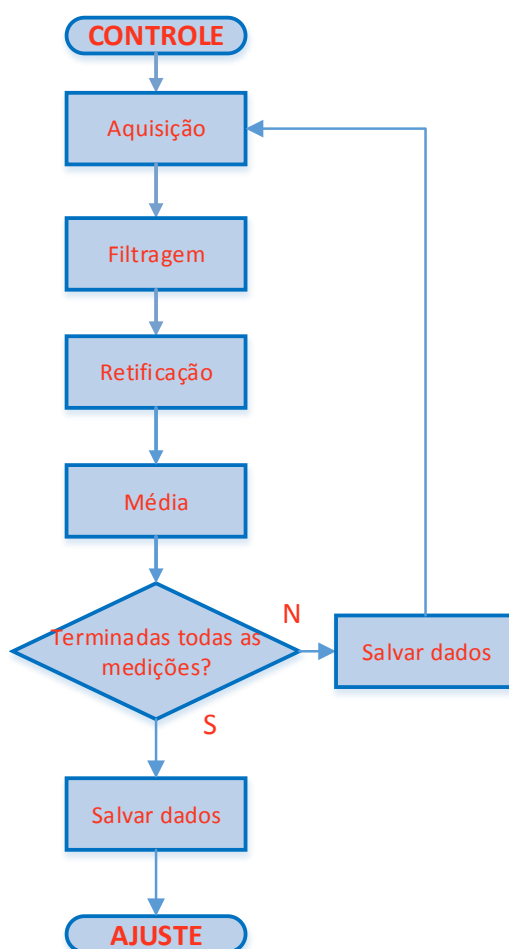 CONTROLE
Aquisição
Filtragem
Retificação
Média
Terminadas todas as
medições?
N
Salvar dados
S
Salvar dados
AJUSTE